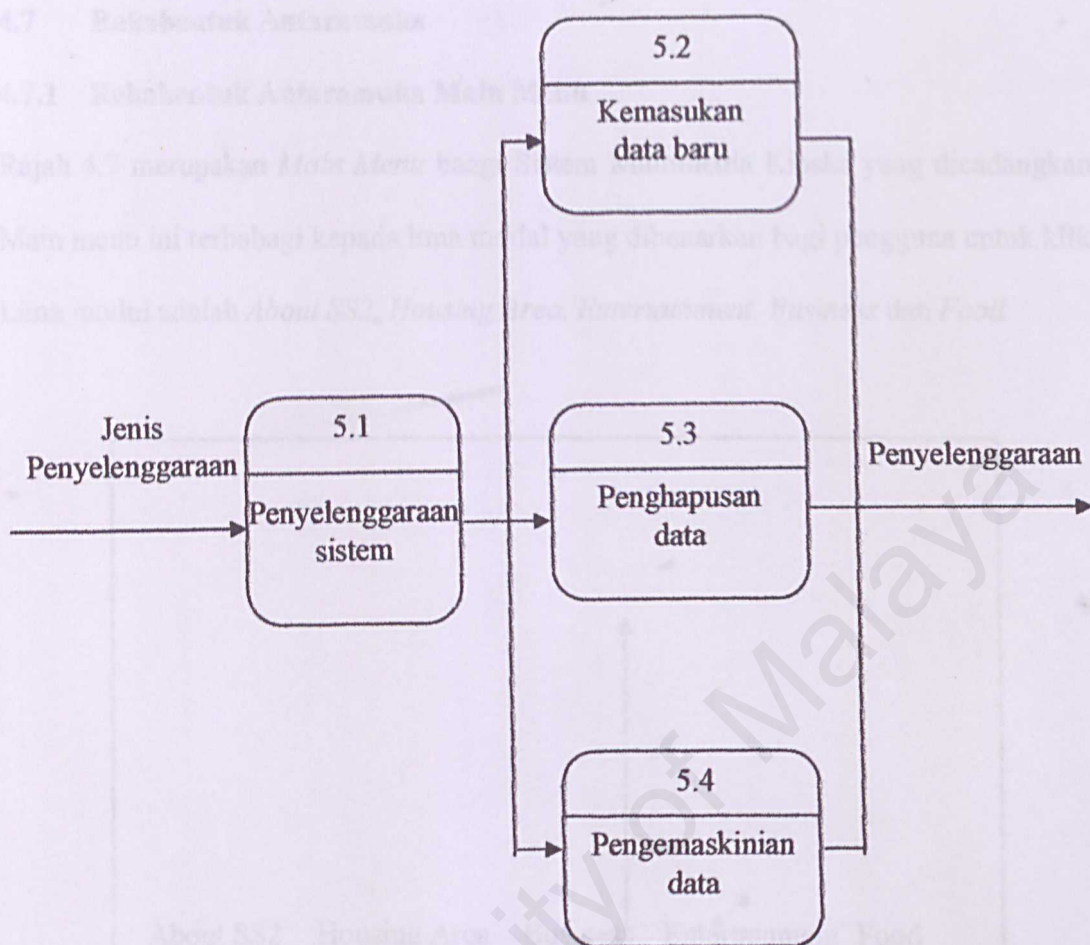 4.7 Rekabentuk Antaramuka
4.7.1 Rekabentuk Antaramuka Main Menu
Rajah 4.7 merupakan Main Menu bagi Sistem yang dicadangkan
Main menu ini terbahagi kepada lima modul yang dibenarkan bagi pengguna untuk klik
Lima modul adalah About SS2, Housing Area, Entertainment, Business dan Food
5.2
Kemasukan
data baru
Jenis
Penyelenggaraan
5.1
Penyelenggaraan
sistem
5.3
Penghapusan
data
Penyelenggaraan
5.4
Pengemaskinian
data
About SS2 Housing Area Food
ity of Malaya